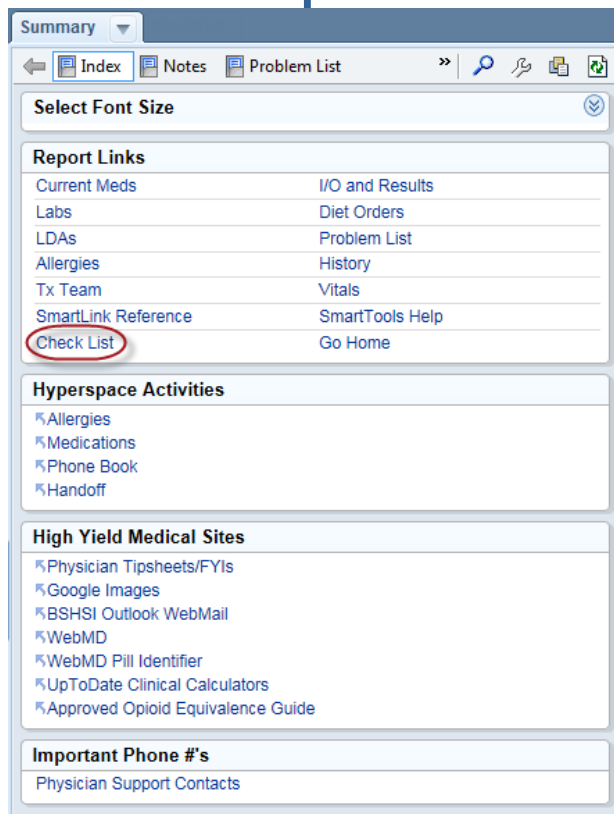 Summary
Index Notes Problem List »
Select Font Size
Report Links
Current Meds I/O and Results
Labs Diet Orders
LDAs Problem List
Allergies History
Tx Team Vitals
SmartLink Reference SmartTools Help
Check List Go Home
Hyperspace Activities
Allergies
Medications
Phone Book
Handoff
High Yield Medical Sites
Physician Tipsheets/FYIs
Google Images
BSHSI Outlook WebMail
WebMD
WebMD Pill Identifier
UpToDate Clinical Calculators
Approved Opioid Equivalence Guide
Important Phone #'s
Physician Support Contacts